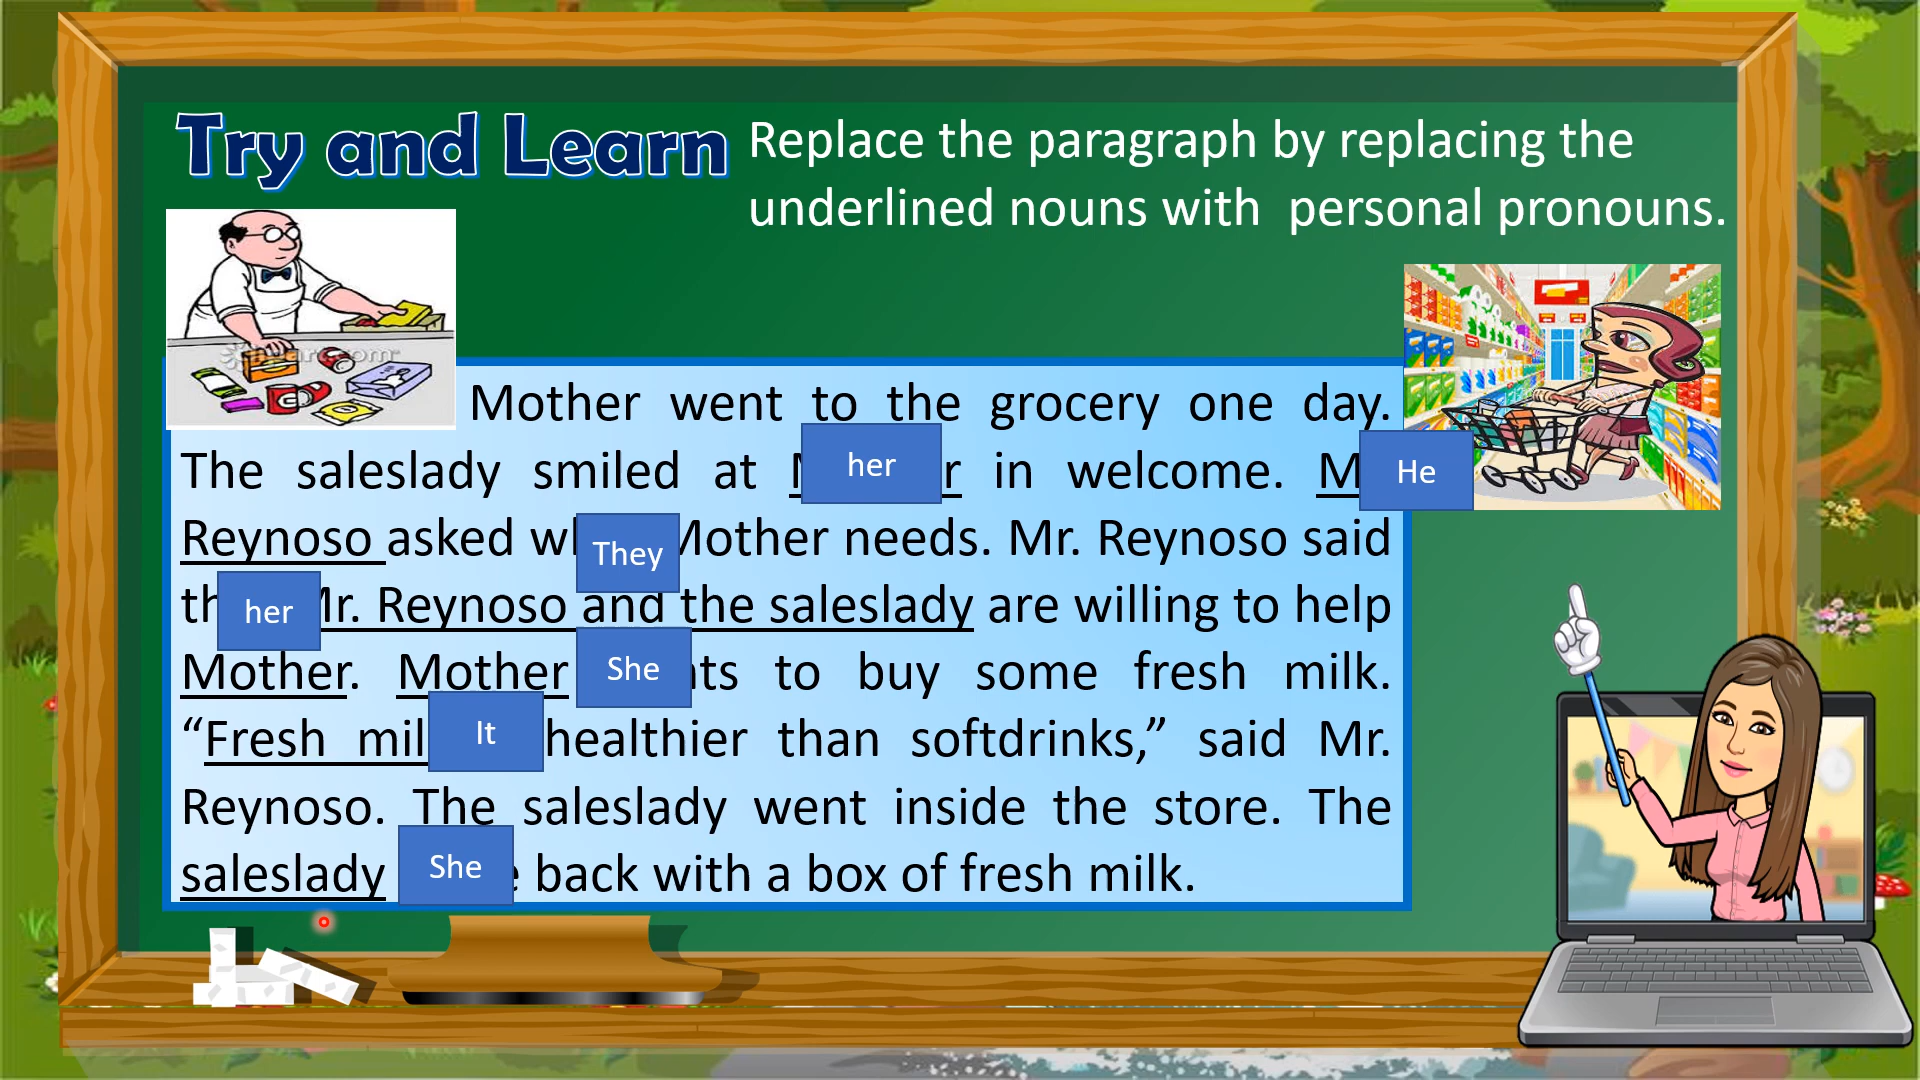 Try and Learn
Replace the paragraph by replacing the
underlined nouns with personal pronouns.
Mother went to the grocery one day.
The saleslady smiled at her in welcome. He
Reynoso asked They Mother needs. Mr. Reynoso said
her Mr. Reynoso and the saleslady are willing to help
Mother. Mother She to buy some fresh milk.
“Fresh It healthier than softdrinks,” said Mr.
Reynoso. The saleslady went inside the store. The
saleslady She back with a box of fresh milk.